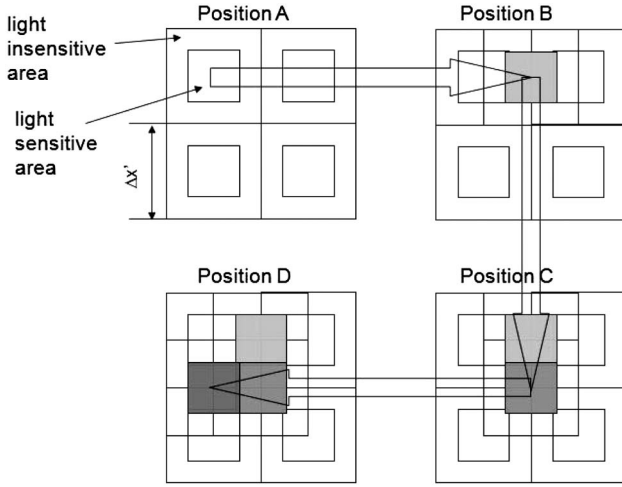 Position A
Position B
light
insensitive
area
light
sensitive
area
Δx'
Position D
Position C